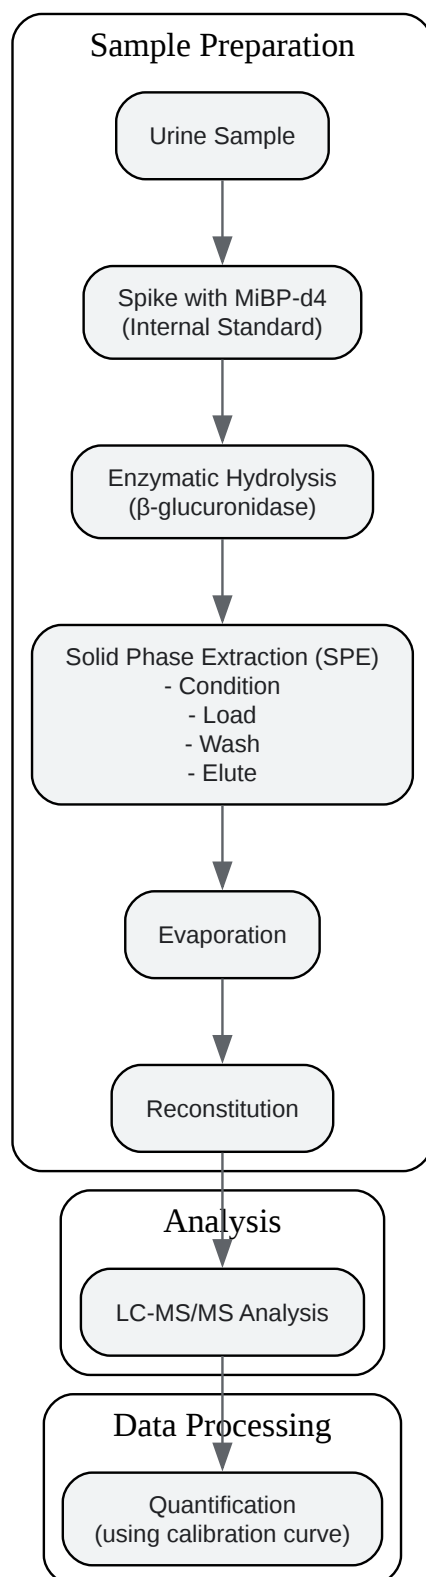 Sample Preparation
Urine Sample
Spike with MiBP-d4
(Internal Standard)
Enzymatic Hydrolysis
(β-glucuronidase)
Solid Phase Extraction (SPE)
- Condition
- Load
- Wash
- Elute
Evaporation
Reconstitution
Analysis
LC-MS/MS Analysis
Data Processing
Quantification
(using calibration curve)